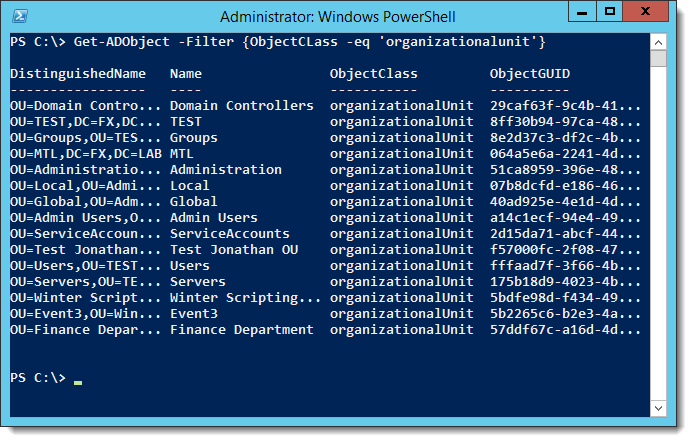 Administrator: Windows PowerShell
PS C:\> Get-ADObject -Filter {ObjectCLass -eq 'organizationalunit'}
DistinguishedName Name ObjectClass ObjectGUID
----------------- ---- ----------- ----------
OU=Domain Contro... Domain Controllers organizationalUnit 29caf63f-9c4b-41...
OU=TEST,DC=FX,DC... TEST organizationalUnit 8ff30b94-97ca-48...
OU=Groups,OU=TES... Groups organizationalUnit 8e2d37c3-df2c-4b...
OU=MTL,DC=FX,DC=LAB MTL organizationalUnit 064a5e6a-2241-4d...
OU=Administratio... Administration organizationalUnit 51ca8959-396e-48...
OU=Local,OU=Admi... Local organizationalUnit 07b8dcfd-e186-46...
OU=Global,OU=Adm... Global organizationalUnit 40ad925e-4e1d-4d...
OU=Admin Users,O... Admin Users organizationalUnit a14c1ecf-94e4-49...
OU=ServiceAccoun... ServiceAccounts organizationalUnit 2d15da71-abcf-44...
OU=Test Jonathan... Test Jonathan OU organizationalUnit f57000fc-2f08-47...
OU=Users,OU=TEST... Users organizationalUnit fffaad7f-3f66-4b...
OU=Servers,OU=TE... Servers organizationalUnit 175b18d9-4023-4b...
OU=Winter Script... Winter Scripting... organizationalUnit 5bdfe98d-f434-49...
OU=Event3,OU=Win... Event3 organizationalUnit 5b2265c6-b2e3-4a...
OU=Finance Depar... Finance Department organizationalUnit 57ddf67c-a16d-4d...
PS C:\>